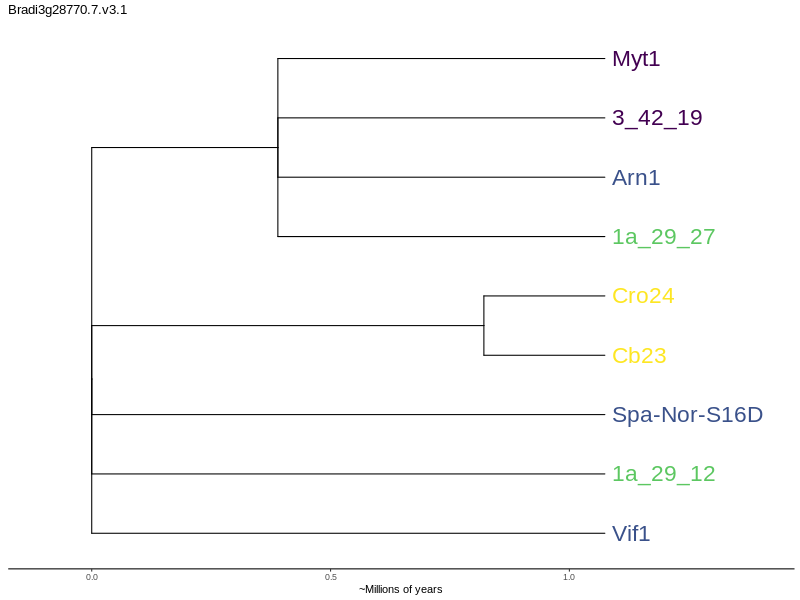 Bradi3g28770.7.v3.1
Myt1
3_42_19
Arn1
1a_29_27
Cro24
Cb23
Spa-Nor-S16D
1a_29_12
Vif1
0.0 0.5 1.0
~Millions of years